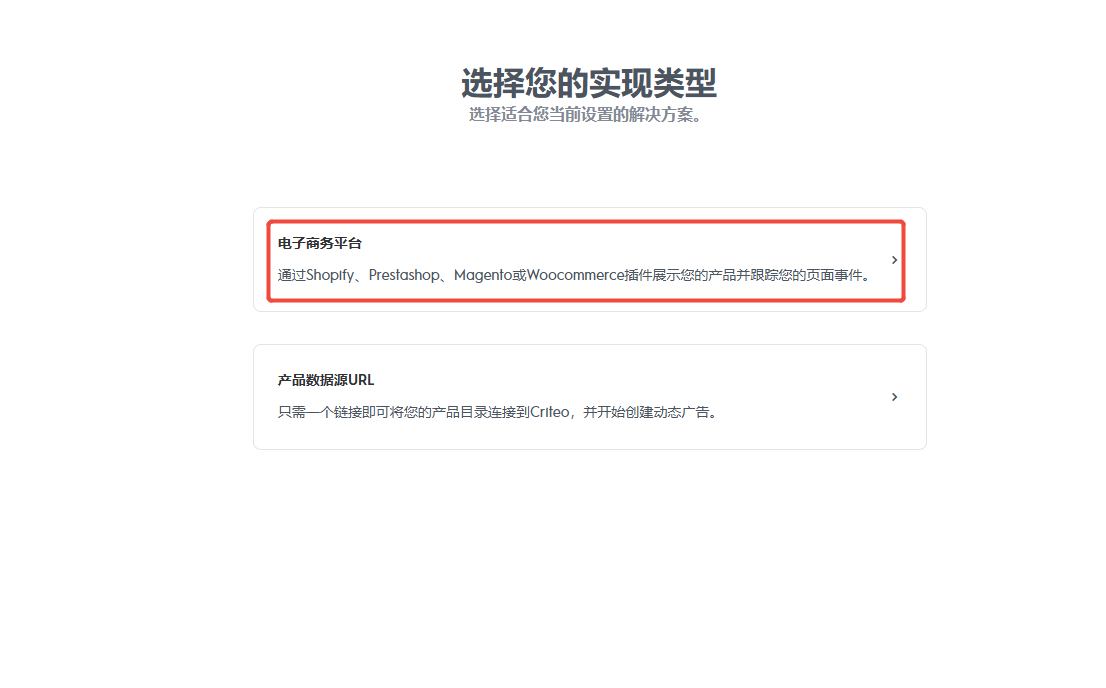 选择您的实现类型
选择适合您当前设置的解决方案。
电子商务平台
通过Shopify、Prestashop、Magento或Woocommerce插件展示您的产品并跟踪您的页面事件。
产品数据源URL
只需一个链接即可将您的产品目录连接到Criteo，并开始创建动态广告。